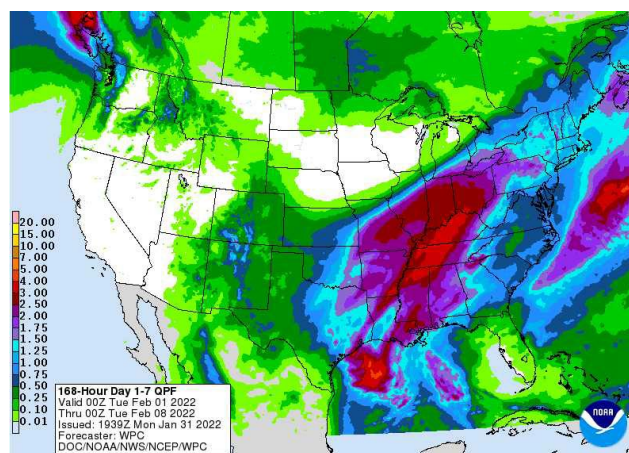 20.00
15.00
10.00
7.00
5.00
4.00
3.00
2.50
2.00
1.75
1.50
1.25
1.00
0.75
0.50
0.25
0.10
0.01
168-Hour Day 1-7 QPF
Valid 00Z Tue Feb 01 2022
Thru 00Z Tue Feb 08 2022
Issued: 1939Z Mon Jan 31 2022
Forecaster: WPC
DOC/NOAA/NWS/NCEP/WPC
NOAA